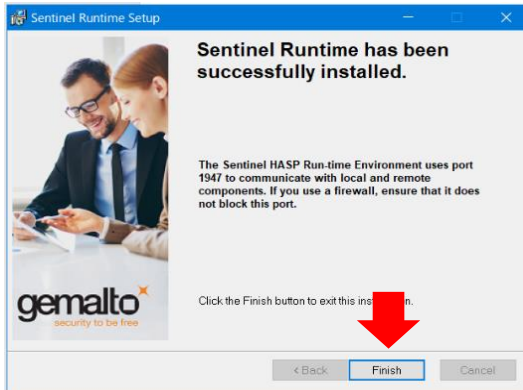 Sentinel Runtime Setup
Sentinel Runtime has been
successfully installed.
The Sentinel HASP Run-time Environment uses port
1947 to communicate with local and remote
components. If you use a firewall, ensure that it does
not block this port.
gemalto
security to be free
Click the Finish button to exit this
< Back
Finish
Cancel